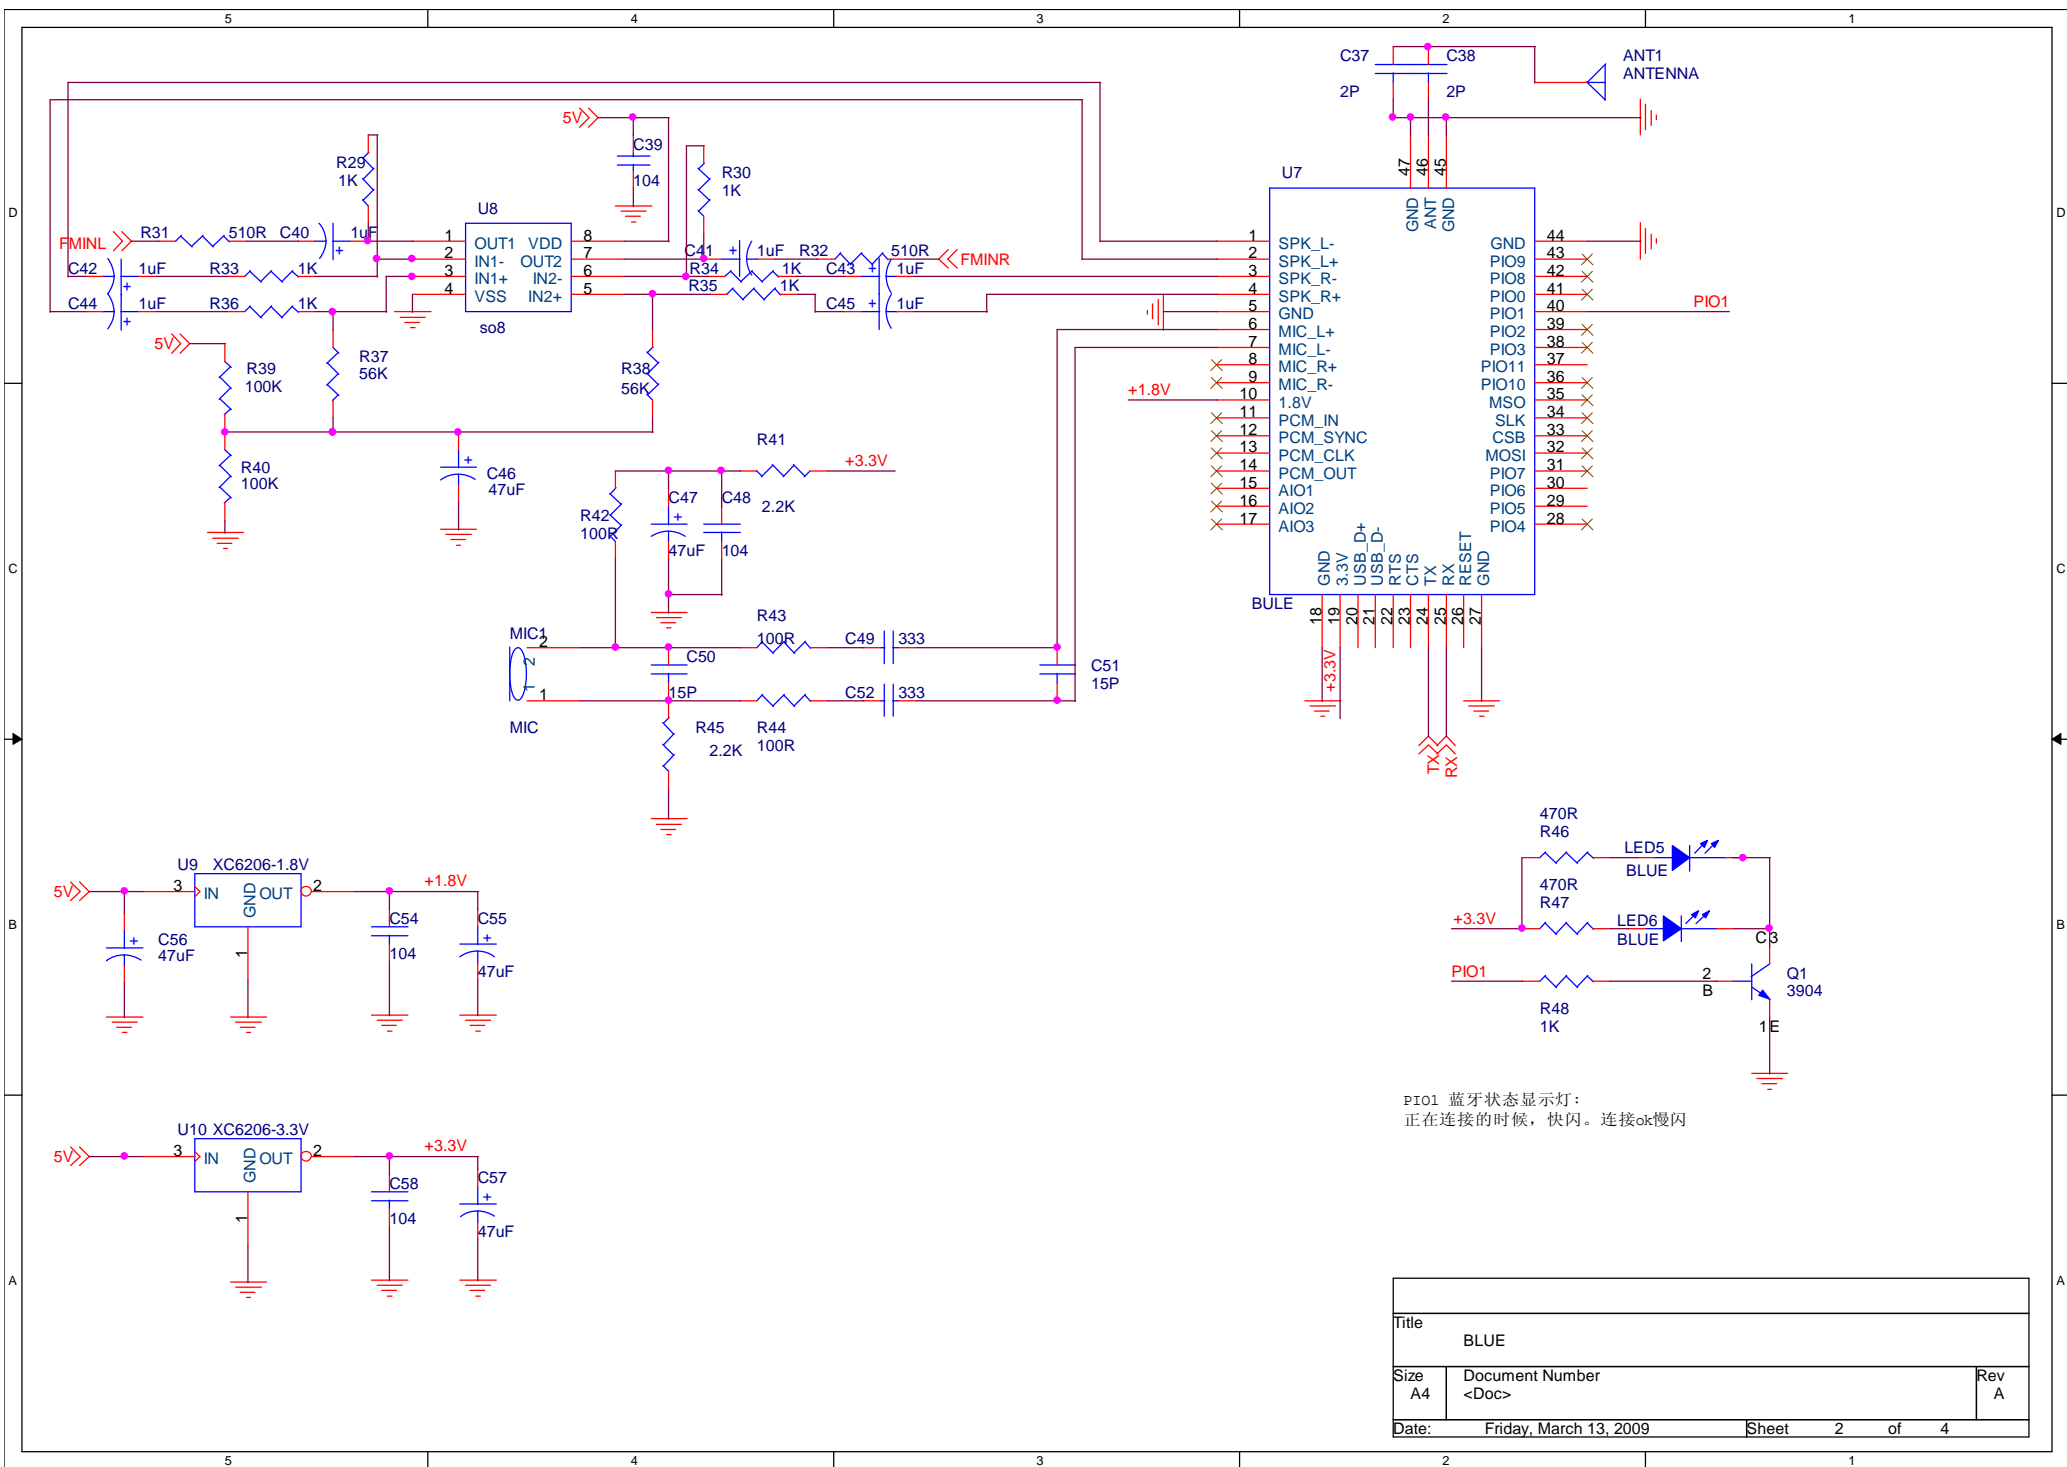 5 4 3 2 1
D
C
B
A
D
C
B
A
C37
2P
C38
2P
ANT1
ANTENNA
5V
C39
104
R29
1K
R30
1K
U8
1 OUT1 VDD 8
2 IN1- OUT2 7
3 IN1+ IN2- 6
4 VSS IN2+ 5
so8
FMINL
R31 510R
C40 1uF
C42 1uF
R33 1K
C44 1uF
R36 1K
C41 1uF
R32 510R
FMINR
R34 1K
C43 1uF
R35 1K
C45 1uF
5V
R39
100K
R37
56K
R38
56K
R40
100K
C46
47uF
R41
2.2K
+3.3V
R42
100R
C47
47uF
C48
104
MIC1
2
2
1
1
MIC
C50
15P
R43
100R
C49 333
R44
100R
C52 333
C51
15P
R45
2.2K
U7
47 GND
46 ANT
45 GND
1 SPK_L-
2 SPK_L+
3 SPK_R-
4 SPK_R+
5 GND
6 MIC_L+
7 MIC_L-
8 MIC_R+
9 MIC_R-
+1.8V
10 1.8V
11 PCM_IN
12 PCM_SYNC
13 PCM_CLK
14 PCM_OUT
15 AIO1
16 AIO2
17 AIO3
GND 44
PIO9 43
PIO8 42
PIO0 41
PIO1 40
PIO1
PIO2 39
PIO3 38
PIO11 37
PIO10 36
MSO 35
SLK 34
CSB 33
MOSI 32
PIO7 31
PIO6 30
PIO5 29
PIO4 28
GND 18
3.3V 19
USB_D+ 20
USB_D- 21
RTS 22
CTS 23
TX 24
RX 25
RESET 26
GND 27
BULE
+3.3V
TX
RX
U9 XC6206-1.8V
5V
3 IN GND OUT 2
1
+1.8V
C56
47uF
C54
104
C55
47uF
U10 XC6206-3.3V
5V
3 IN GND OUT 2
1
+3.3V
C58
104
C57
47uF
470R
R46
LED5
BLUE
470R
R47
LED6
BLUE
+3.3V
C 3
PIO1
R48
1K
2
B
Q1
3904
1 E
PIO1 蓝牙状态显示灯：
正在连接的时候，快闪。连接ok慢闪
Title
BLUE
Size
A4
Document Number
<Doc>
Rev
A
Date: Friday, March 13, 2009 Sheet 2 of 4
5 4 3 2 1